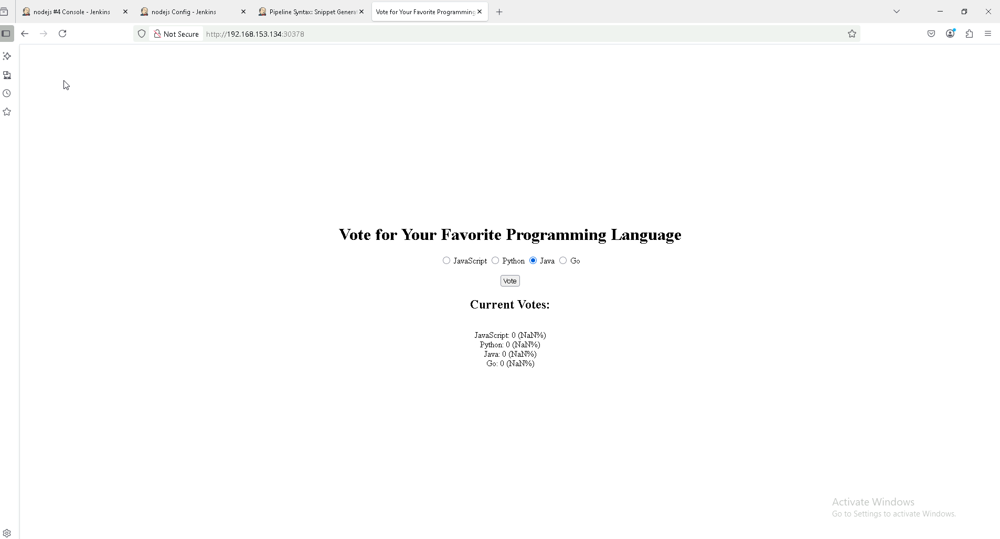 nodejs #4 Console - Jenkins
nodejs Config - Jenkins
Pipeline Syntax: Snippet Genera
Vote for Your Favorite Programming
Not Secure
http://192.168.153.134:30378
Vote for Your Favorite Programming Language
JavaScript Python Java Go
Vote
Current Votes:
JavaScript: 0 (NaN%)
Python: 0 (NaN%)
Java: 0 (NaN%)
Go: 0 (NaN%)
Activate Windows
Go to Settings to activate Windows.